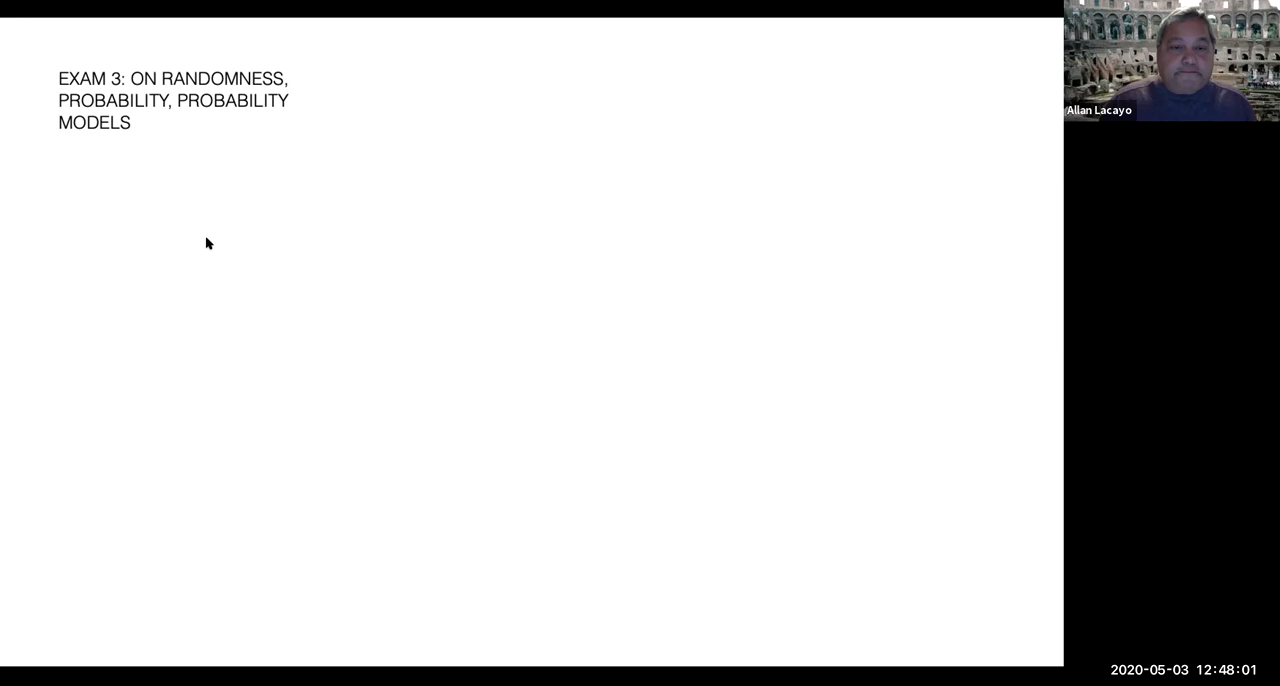 EXAM 3: ON RANDOMNESS,
PROBABILITY, PROBABILITY
MODELS
Allan Lacayo
2020-05-03 12:48:01